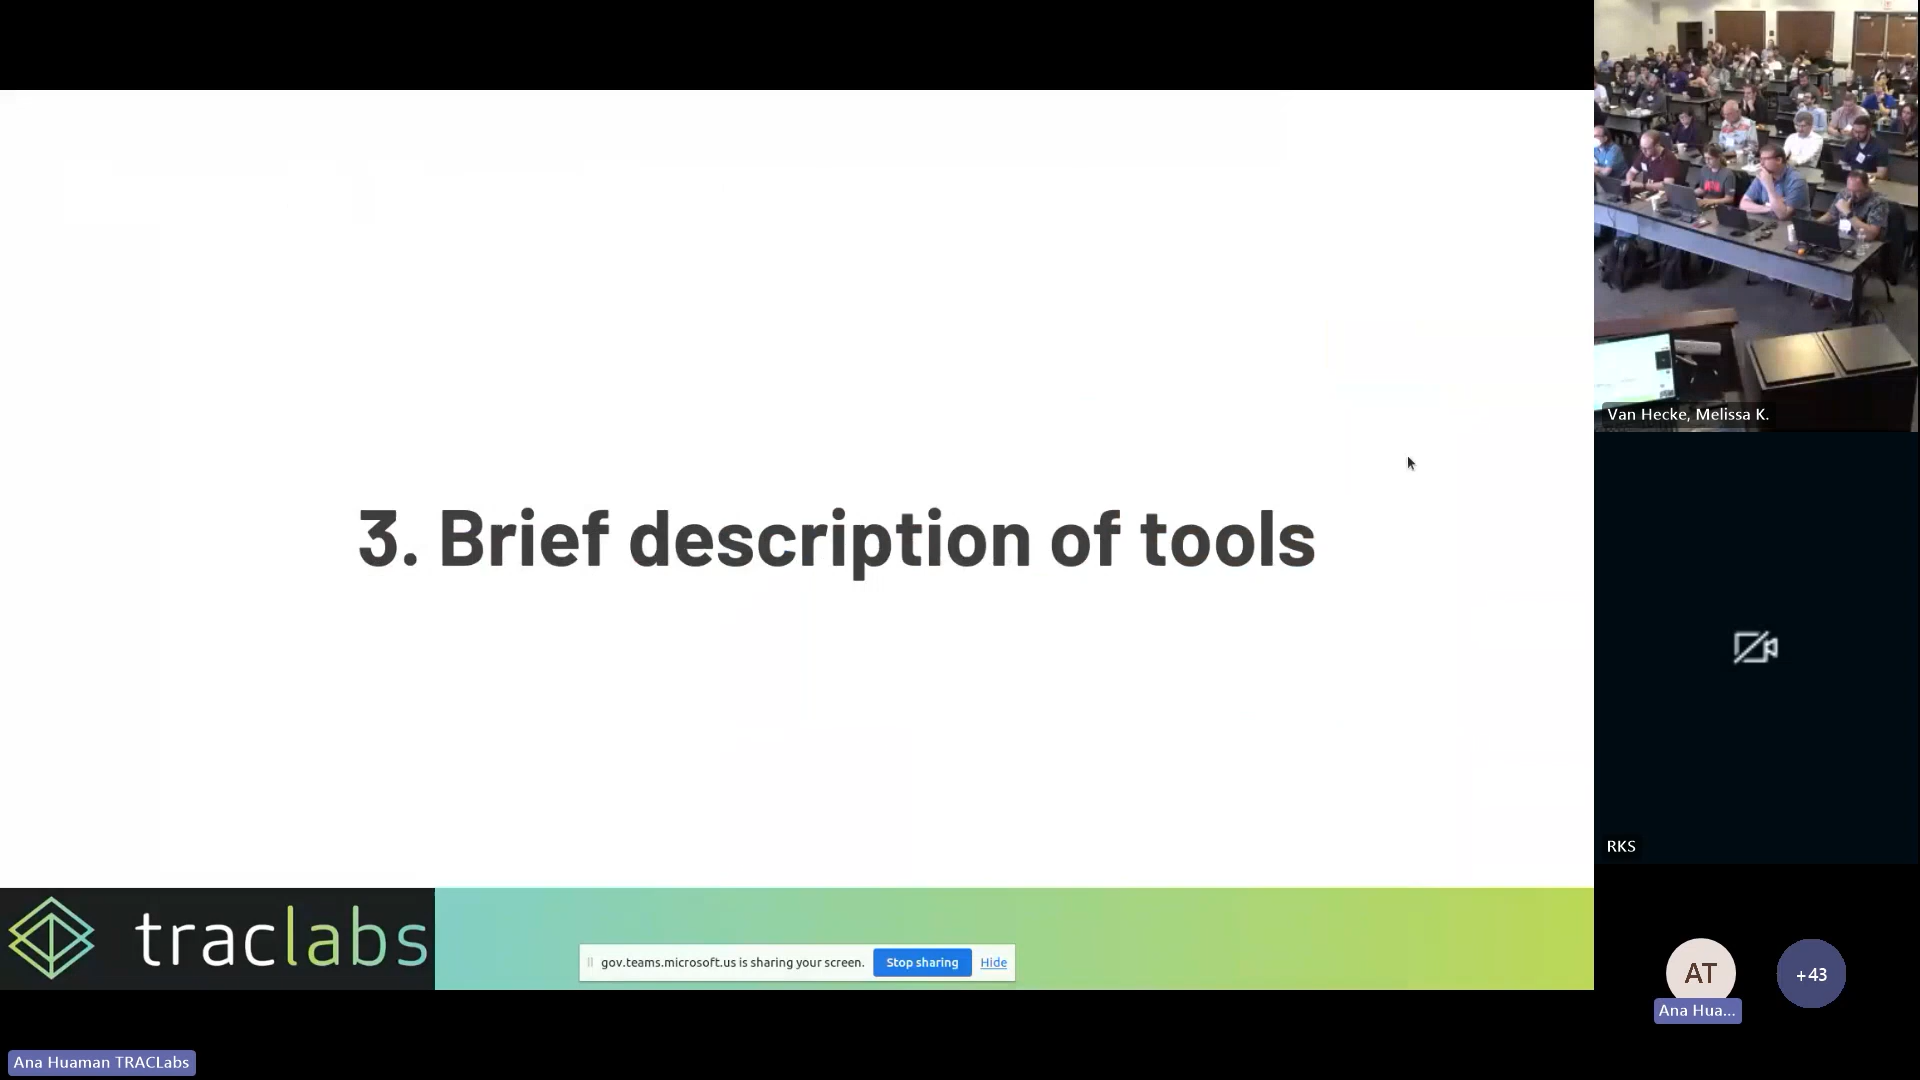 3. Brief description of tools
traclabs
gov.teams.microsoft.us is sharing your screen.
Stop sharing
Hide
Van Hecke, Melissa K.
RKS
AT
+43
Ana Hua...
Ana Huaman TRACLabs